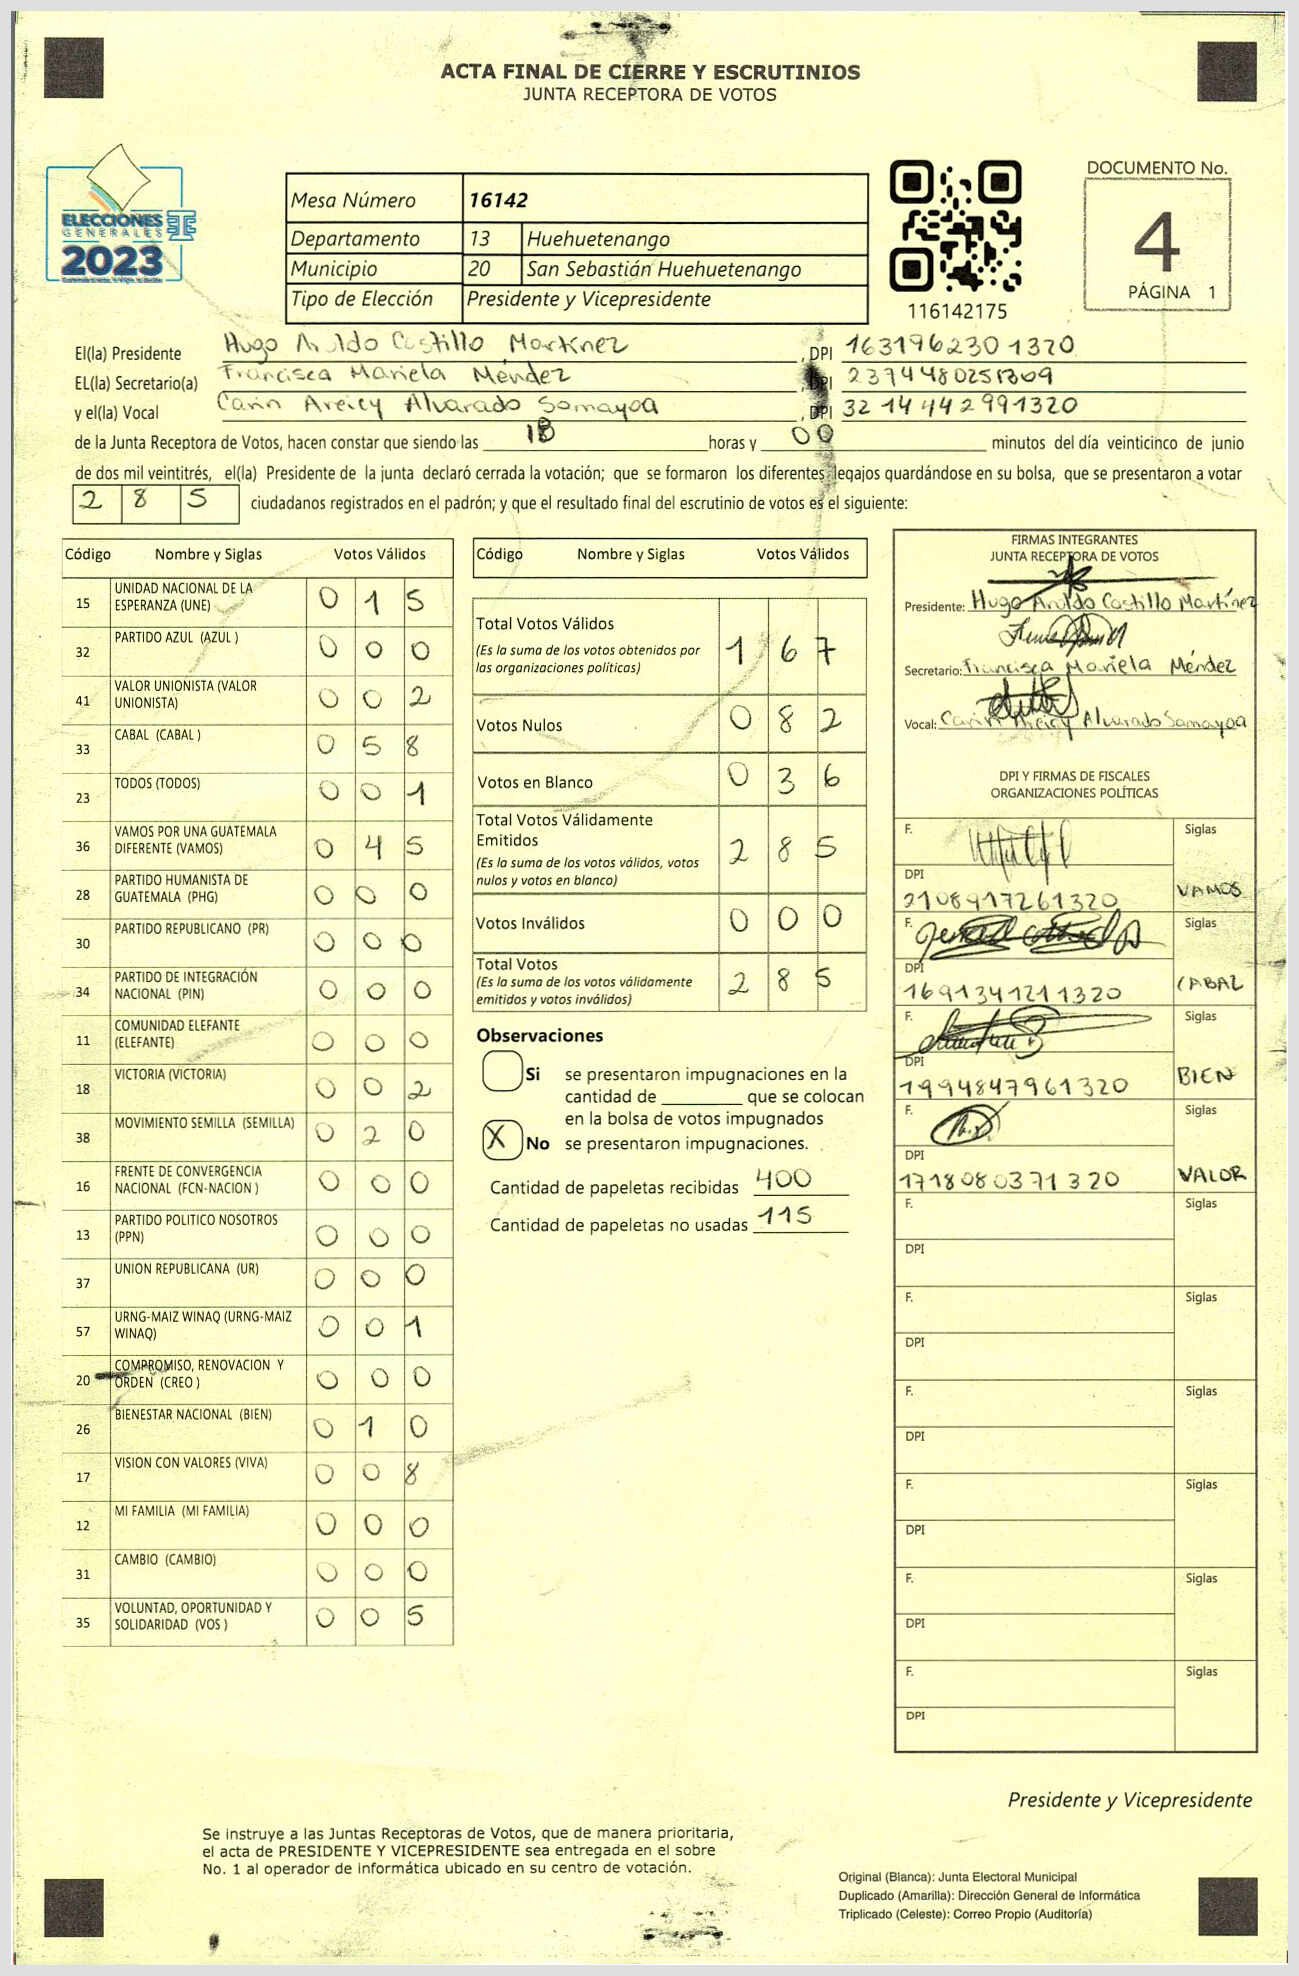 ACTA FINAL DE CIERRE Y ESCRUTINIOS
JUNTA RECEPTORA DE VOTOS
ELECCIONES
GENERALES
2023
Mesa Número 16142
Departamento 13 Huehuetenango
Municipio 20 San Sebastián Huehuetenango
Tipo de Elección Presidente y Vicepresidente
116142175
DOCUMENTO No.
4
PÁGINA 1
El(la) Presidente Hugo Aroldo Castillo Martínez, DPI 1631962301320
EL(la) Secretario(a) Francisca Mariela Méndez DPI 2374480251309
y el(la) Vocal Carin Areicy Alvarado Somayoa, DPI 3214442991320
de la Junta Receptora de Votos, hacen constar que siendo las 18 horas y 00 minutos del día veinticinco de junio
de dos mil veintitrés, el(la) Presidente de la junta declaró cerrada la votación; que se formaron los diferentes legajos quardándose en su bolsa, que se presentaron a votar
285 ciudadanos registrados en el padrón; y que el resultado final del escrutinio de votos es el siguiente:
Código Nombre y Siglas Votos Válidos
15 UNIDAD NACIONAL DE LA
ESPERANZA (UNE) 0 1 5
32 PARTIDO AZUL (AZUL ) 0 0 0
41 VALOR UNIONISTA (VALOR
UNIONISTA) 0 0 2
33 CABAL (CABAL ) 0 5 8
23 TODOS (TODOS) 0 0 1
36 VAMOS POR UNA GUATEMALA
DIFERENTE (VAMOS) 0 4 5
28 PARTIDO HUMANISTA DE
GUATEMALA (PHG) 0 0 0
30 PARTIDO REPUBLICANO (PR) 0 0 0
34 PARTIDO DE INTEGRACIÓN
NACIONAL (PIN) 0 0 0
11 COMUNIDAD ELEFANTE
(ELEFANTE) 0 0 0
18 VICTORIA (VICTORIA) 0 0 2
38 MOVIMIENTO SEMILLA (SEMILLA) 0 2 0
16 FRENTE DE CONVERGENCIA
NACIONAL (FCN-NACION ) 0 0 0
13 PARTIDO POLITICO NOSOTROS
(PPN) 0 0 0
37 UNION REPUBLICANA (UR) 0 0 0
57 URNG-MAIZ WINAQ (URNG-MAIZ
WINAQ) 0 0 1
20 COMPROMISO, RENOVACION Y
ORDEN (CREO ) 0 0 0
26 BIENESTAR NACIONAL (BIEN) 0 1 0
17 VISION CON VALORES (VIVA) 0 0 8
12 MI FAMILIA (MI FAMILIA) 0 0 0
31 CAMBIO (CAMBIO) 0 0 0
35 VOLUNTAD, OPORTUNIDAD Y
SOLIDARIDAD (VOS ) 0 0 5
Código Nombre y Siglas Votos Válidos
Total Votos Válidos 1 6 7
(Es la suma de los votos obtenidos por
las organizaciones políticas)
Votos Nulos 0 8 2
Votos en Blanco 0 3 6
Total Votos Válidamente
Emitidos 2 8 5
(Es la suma de los votos válidos, votos
nulos y votos en blanco)
Votos Inválidos 0 0 0
Total Votos 2 8 5
(Es la suma de los votos válidamente
emitidos y votos inválidos)
Observaciones
Si se presentaron impugnaciones en la
cantidad de ________ que se colocan
en la bolsa de votos impugnados
X No se presentaron impugnaciones.
Cantidad de papeletas recibidas 400
Cantidad de papeletas no usadas 115
FIRMAS INTEGRANTES
JUNTA RECEPTORA DE VOTOS
Presidente: Hugo Aroldo Castillo Martínez
Secretario: Francisca Mariela Méndez
Vocal: Carin Areicy Alvarado Somayoa
DPI Y FIRMAS DE FISCALES
ORGANIZACIONES POLÍTICAS
F. Siglas
DPI
2108917261320 VAMOS
F. Siglas
DPI
1691341211320 CABAL
F. Siglas
DPI
1994847961320 BIEN
F. Siglas
DPI
1718080371320 VALOR
F. Siglas
DPI
F. Siglas
DPI
F. Siglas
DPI
F. Siglas
DPI
F. Siglas
DPI
F. Siglas
DPI
Presidente y Vicepresidente
Se instruye a las Juntas Receptoras de Votos, que de manera prioritaria,
el acta de PRESIDENTE Y VICEPRESIDENTE sea entregada en el sobre
No. 1 al operador de informática ubicado en su centro de votación.
Original (Blanca): Junta Electoral Municipal
Duplicado (Amarilla): Dirección General de Informática
Triplicado (Celeste): Correo Propio (Auditoría)